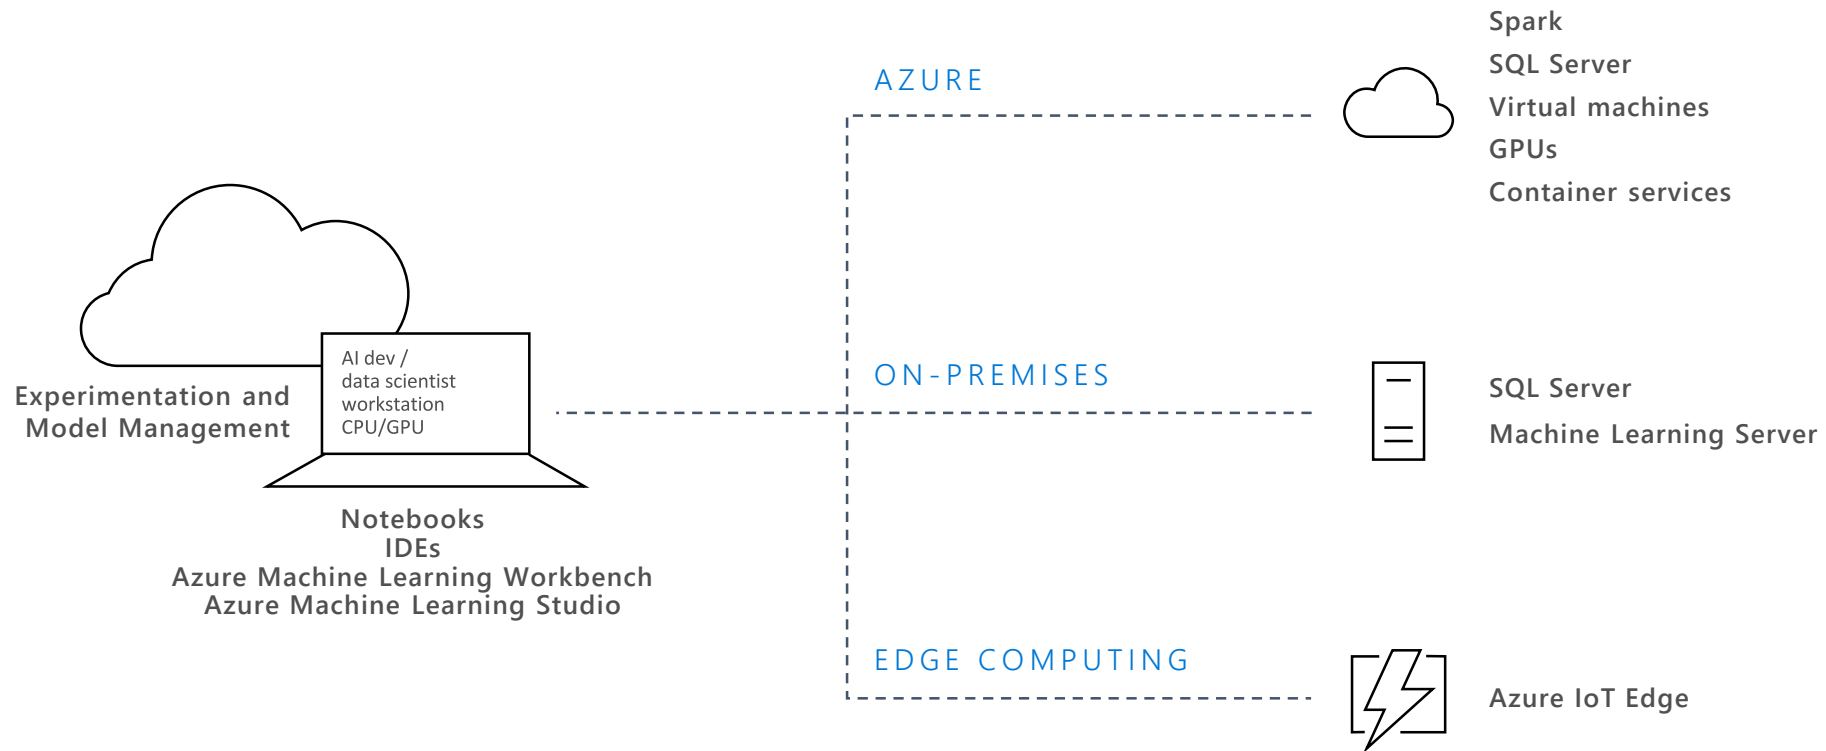 Experimentation and
Model Management
AI dev /
data scientist
workstation
CPU/GPU
Notebooks
IDEs
Azure Machine Learning Workbench
Azure Machine Learning Studio
AZURE
Spark
SQL Server
Virtual machines
GPUs
Container services
ON-PREMISES
SQL Server
Machine Learning Server
EDGE COMPUTING
Azure IoT Edge